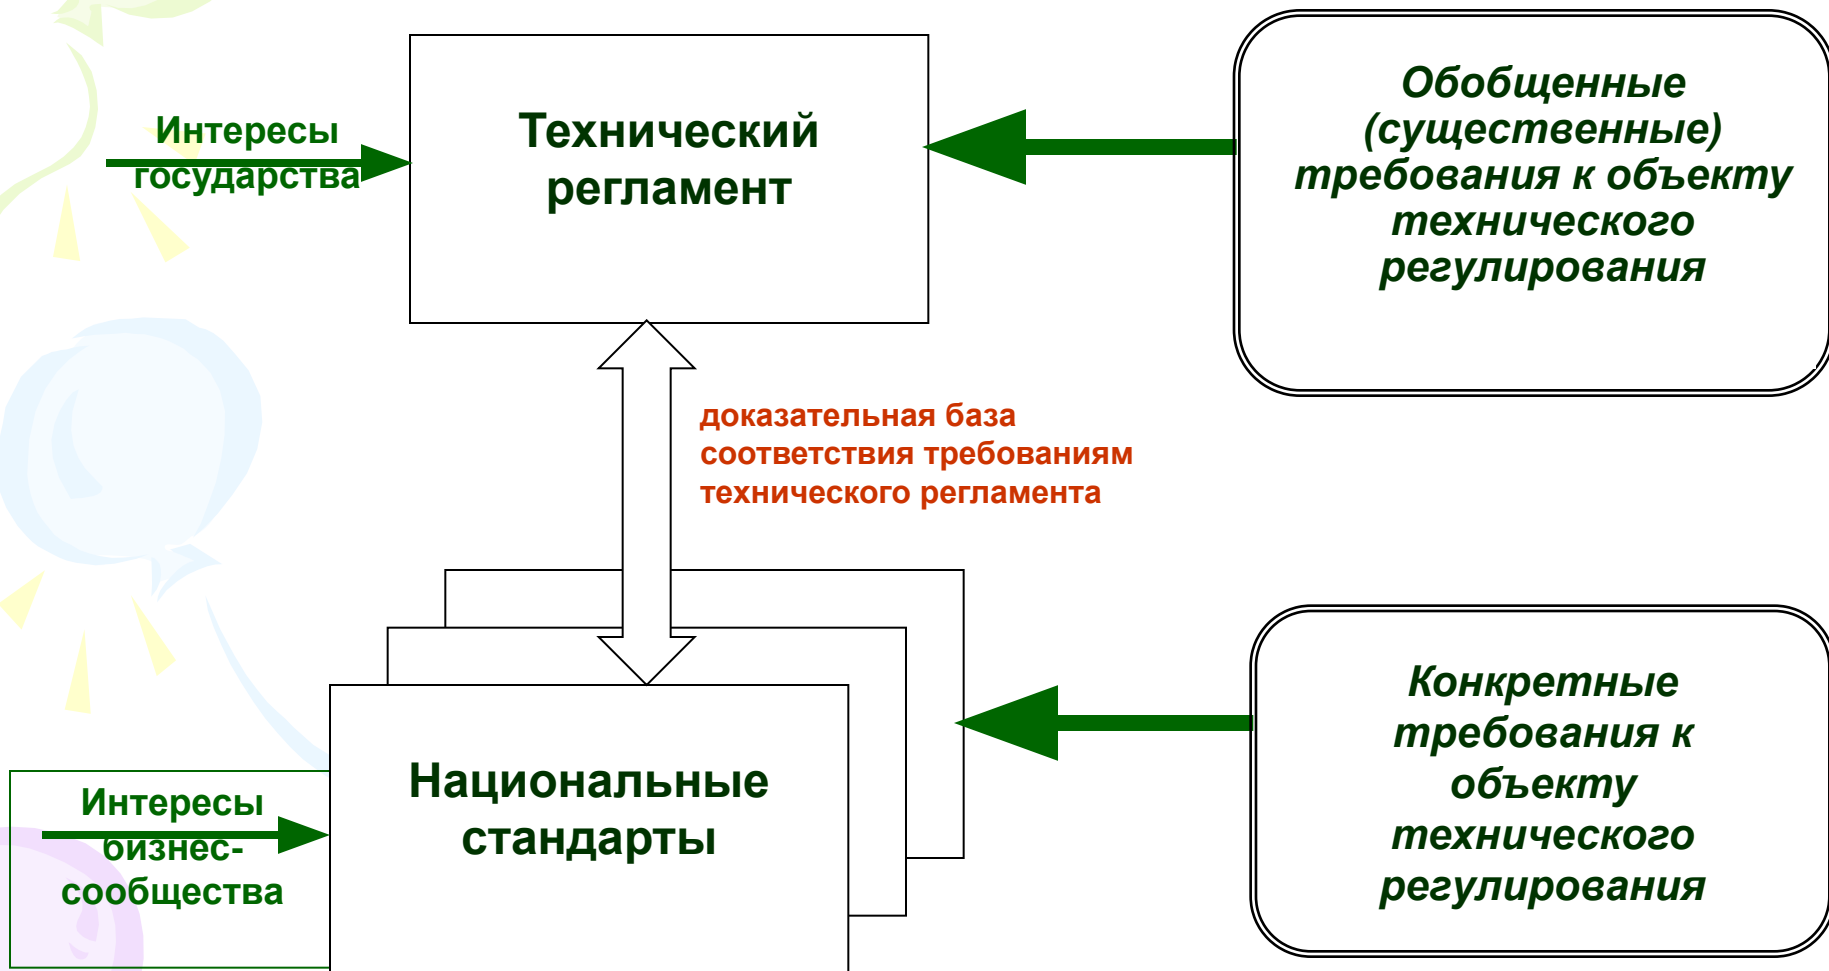 Интересы
государства
Технический
регламент
Обобщенные
(существенные)
требования к объекту
технического
регулирования
доказательная база
соответствия требованиям
технического регламента
Интересы
бизнес-
сообщества
Национальные
стандарты
Конкретные
требования к
объекту
технического
регулирования